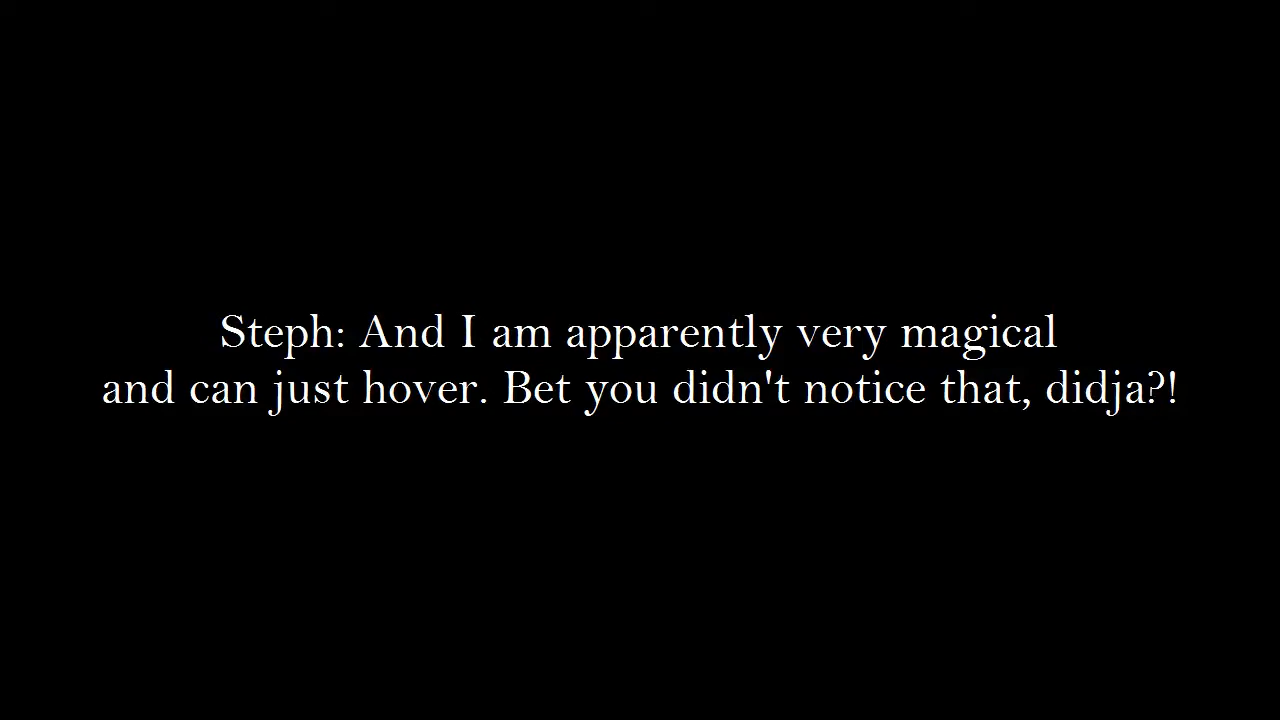 Steph: And I am apparently very magical
and can just hover. Bet you didn't notice that, didja?!